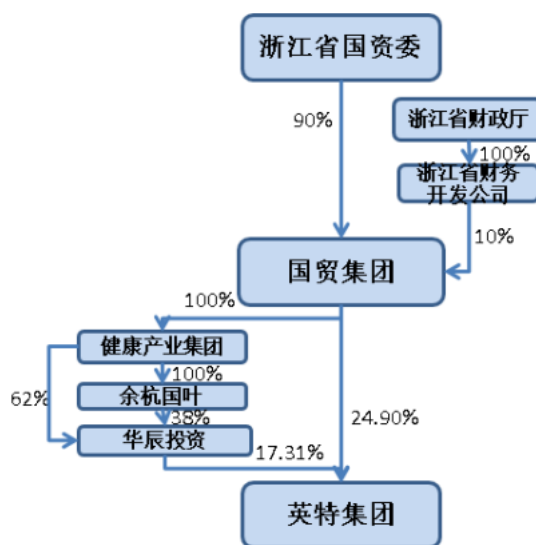 浙江省国资委
90%
浙江省财政厅
100%
浙江省财务
开发公司
10%
国贸集团
100%
健康产业集团
100%
62%
余杭国叶
38%
24.90%
华辰投资
17.31%
英特集团